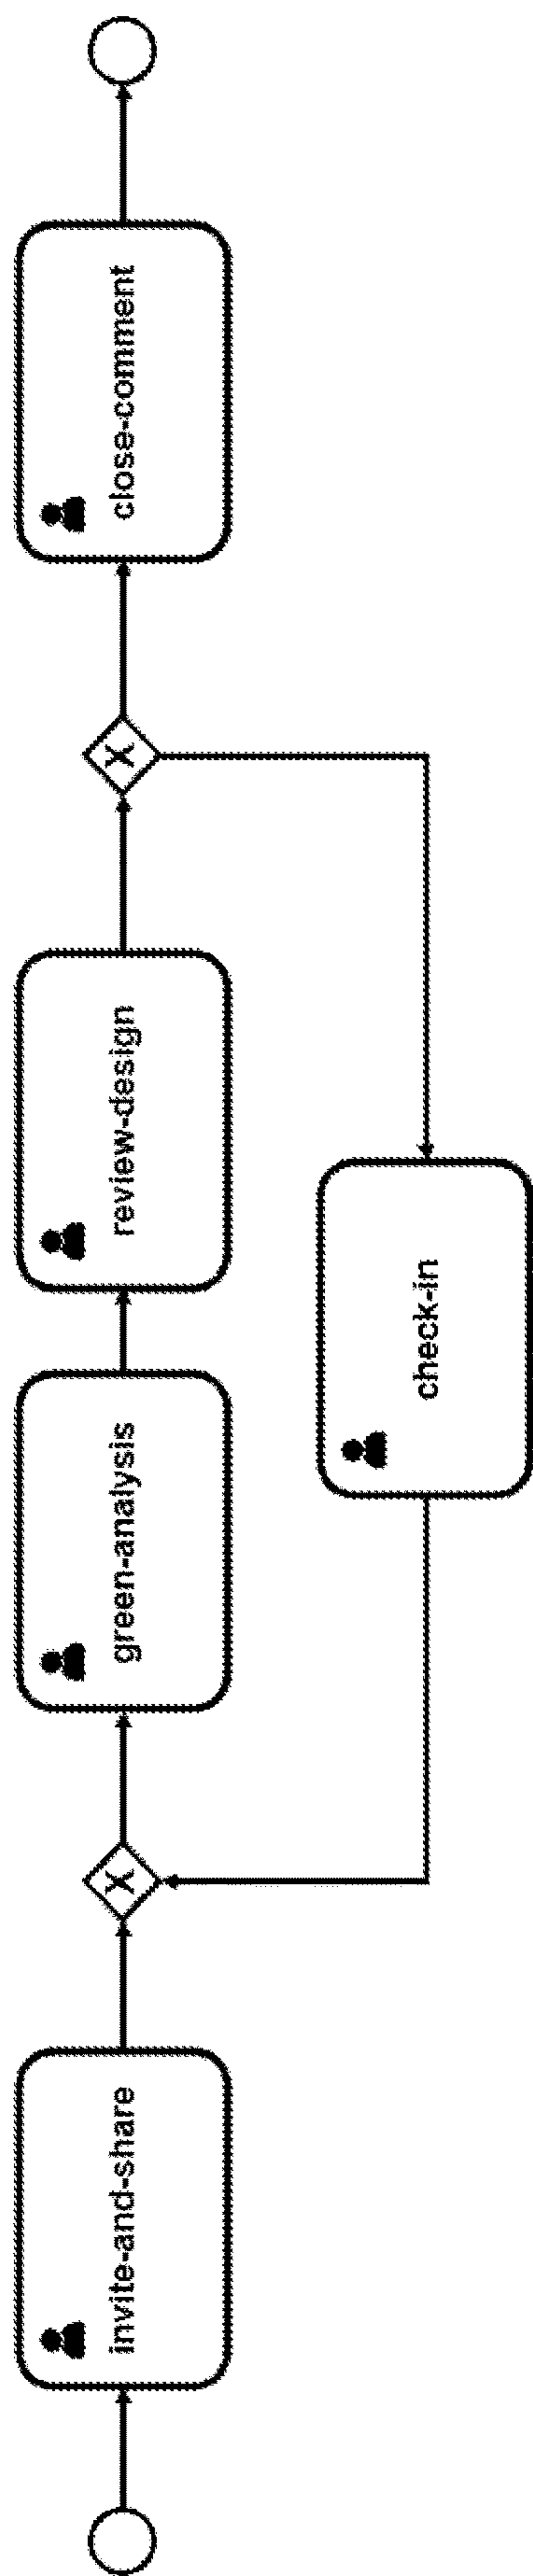 invite-and-share
X
green-analysis
review-design
X
close-comment
check-in